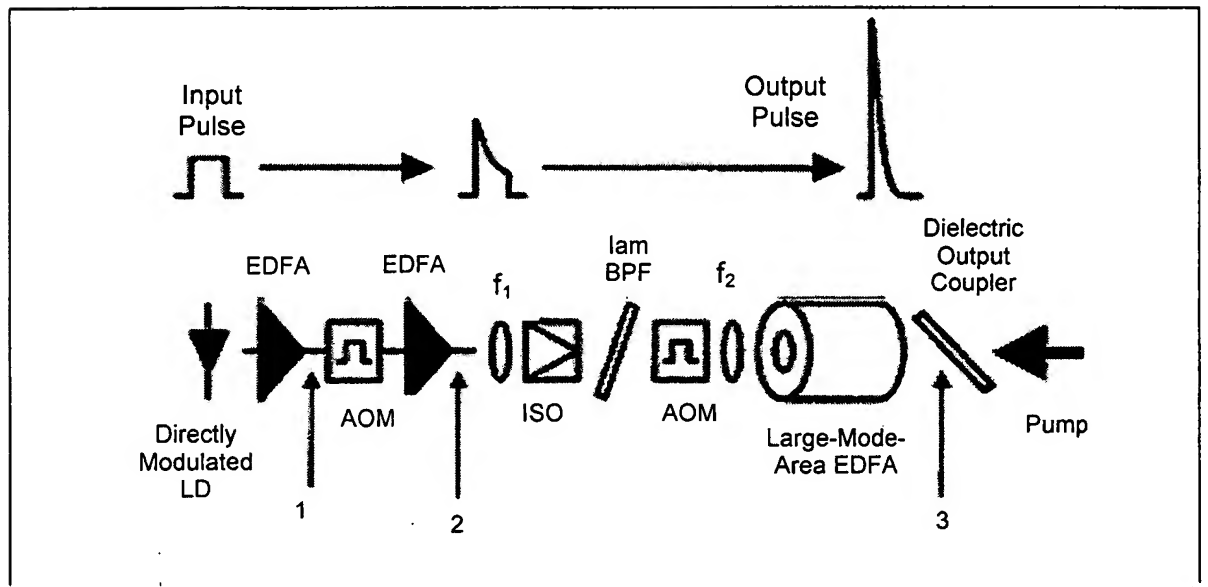 Input
Pulse
Output
Pulse
EDFA
EDFA
f1
Iam
BPF
f2
Dielectric
Output
Coupler
AOM
ISO
AOM
Directly
Modulated
LD
Large-Mode-
Area EDFA
Pump
1
2
3